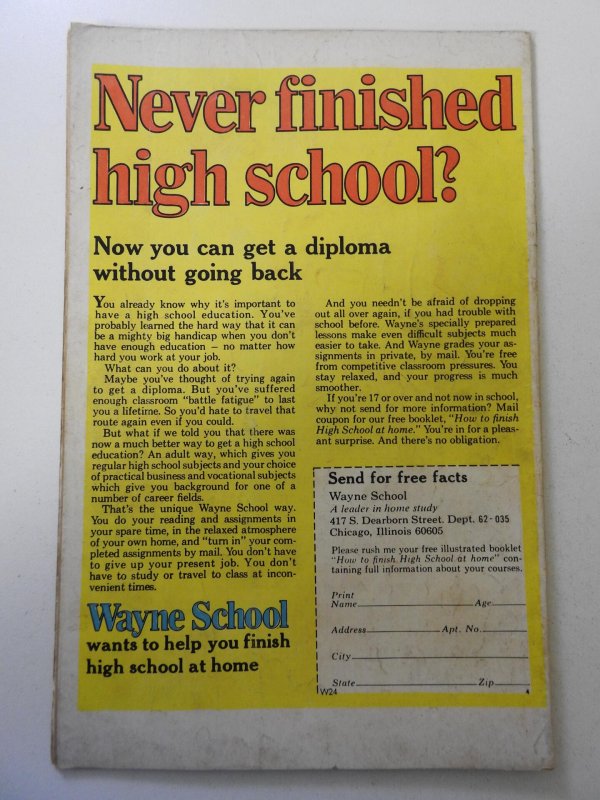 Never finished
high school?
Now you can get a diploma
without going back
You already know why it's important to
have a high school education. You've
probably learned the hard way that it can
be a mighty big handicap when you don't
have enough education — no matter how
hard you work at your job.
What can you do about it?
Maybe you've thought of trying again
to get a diploma. But you've suffered
enough classroom "battle fatigue" to last
you a lifetime. So you'd hate to travel that
route again even if you could.
But what if we told you that there was
now a much better way to get a high school
education? An adult way, which gives you
regular high school subjects and your choice
of practical business and vocational subjects
which give you background for one of a
number of career fields.
That's the unique Wayne School way.
You do your reading and assignments in
your spare time, in the relaxed atmosphere
of your own home, and "turn in" your com-
pleted assignments by mail. You don't have
to give up your present job. You don't
have to study or travel to class at incon-
venient times.
Wayne School
wants to help you finish
high school at home
And you needn't be afraid of dropping
out all over again, if you had trouble with
school before. Wayne's specially prepared
lessons make even difficult subjects much
easier to take. And Wayne grades your as-
signments in private, by mail. You're free
from competitive classroom pressures. You
stay relaxed, and your progress is much
smoother.
If you're 17 or over and not now in school,
why not send for more information? Mail
coupon for our free booklet, "How to finish
High School at home." You're in for a pleas-
ant surprise. And there's no obligation.
Send for free facts
Wayne School
A leader in home study
417 S. Dearborn Street. Dept. 62-035
Chicago, Illinois 60605
Please rush me your free illustrated booklet
"How to finish High School at home" con-
taining full information about your courses.
Print
Name Age
Address Apt. No.
City
State Zip
W24 4